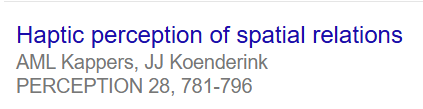 Haptic perception of spatial relations
AML Kappers, JJ Koenderink
PERCEPTION 28, 781-796